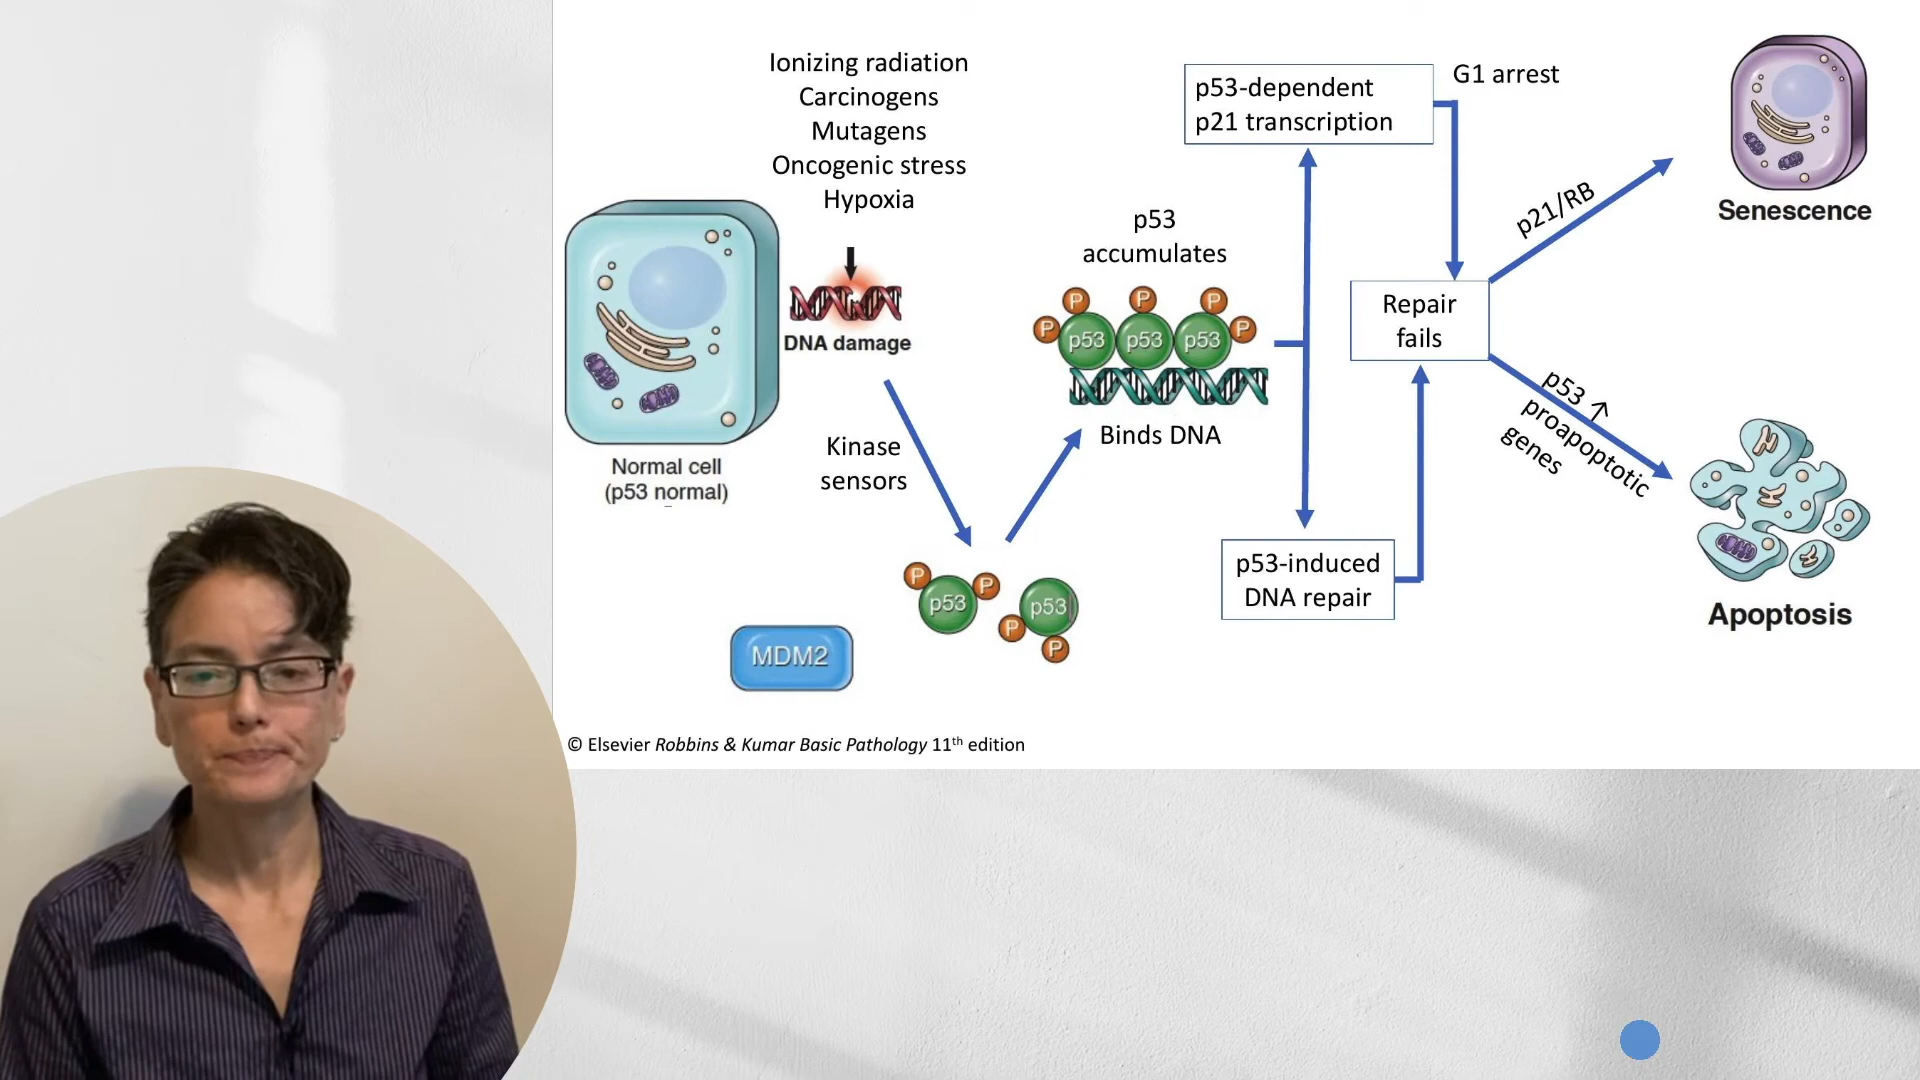 Ionizing radiation
Carcinogens
Mutagens
Oncogenic stress
Hypoxia
DNA damage
Normal cell
(p53 normal)
Kinase
sensors
P
P
p53
p53
P
P
MDM2
p53
accumulates
P
P
P
P
P
p53
p53
p53
Binds DNA
p53-dependent
p21 transcription
G1 arrest
Repair
fails
p53-induced
DNA repair
p21/RB
Senescence
p53 ↑
proapoptotic
genes
Apoptosis
© Elsevier Robbins & Kumar Basic Pathology 11th edition